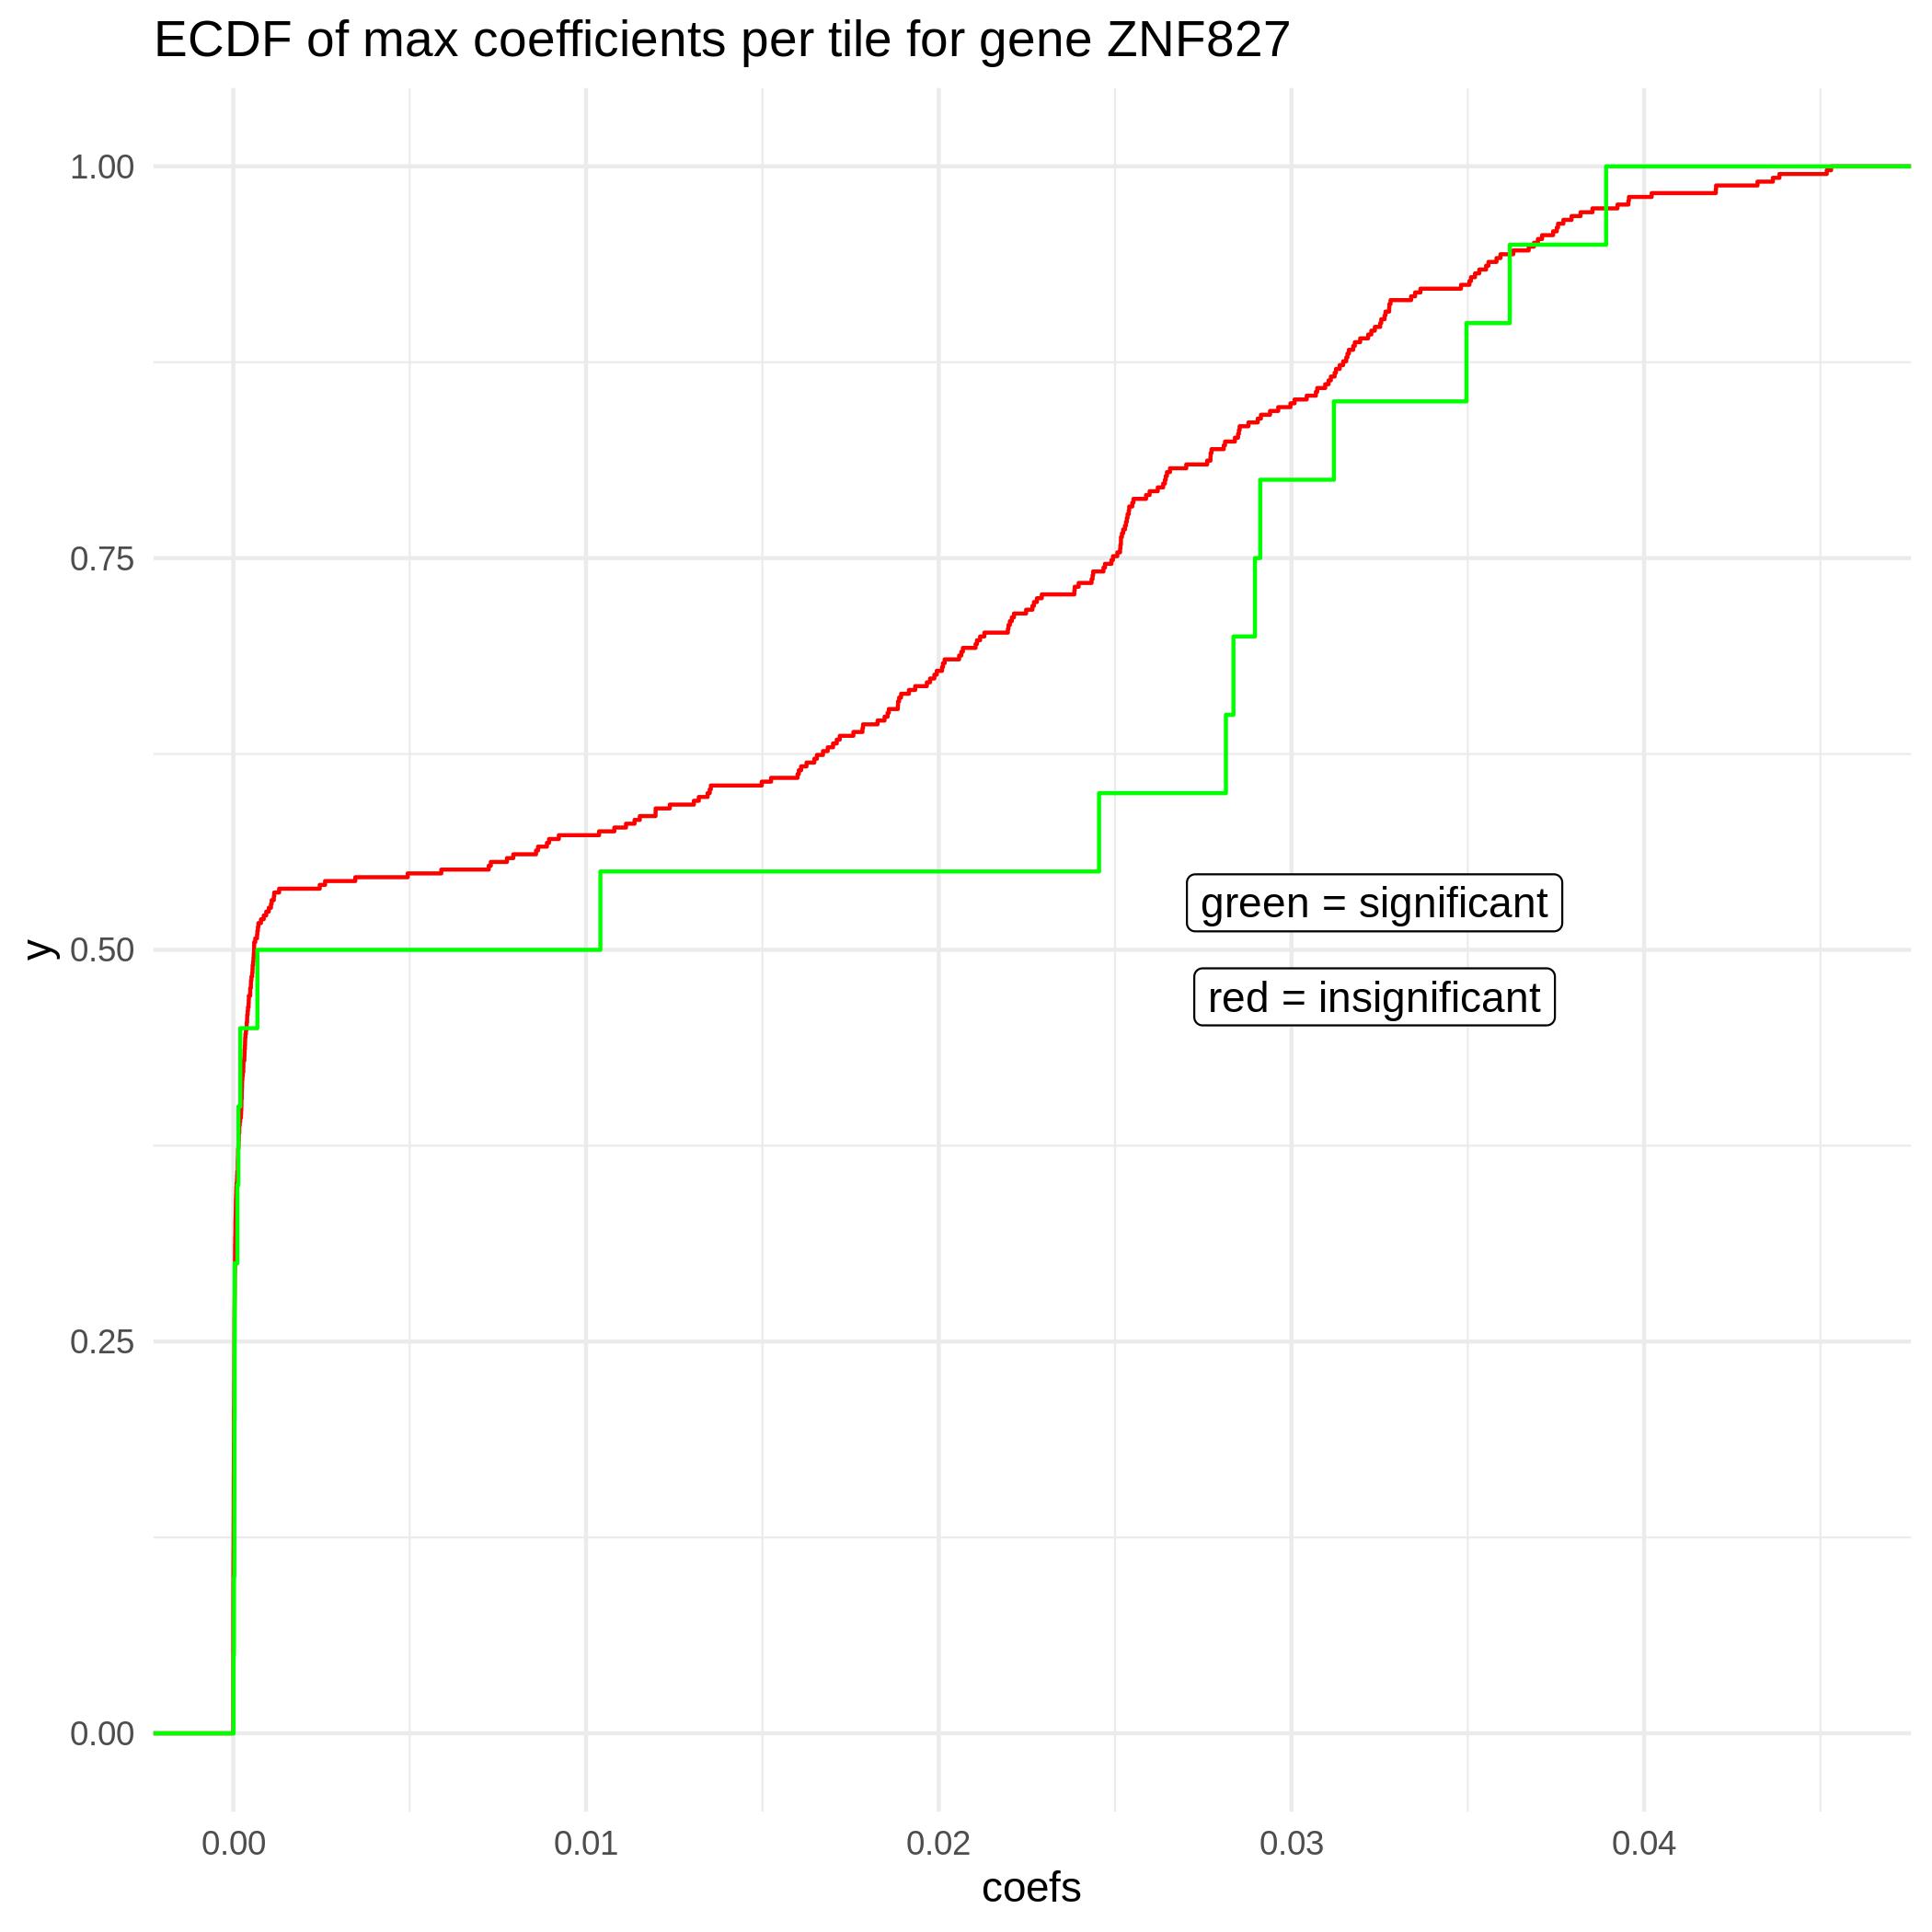 ECDF of max coefficients per tile for gene ZNF827
1.00
0.75
0.50
0.25
0.00
y
green = significant
red = insignificant
0.00 0.01 0.02 0.03 0.04
coefs